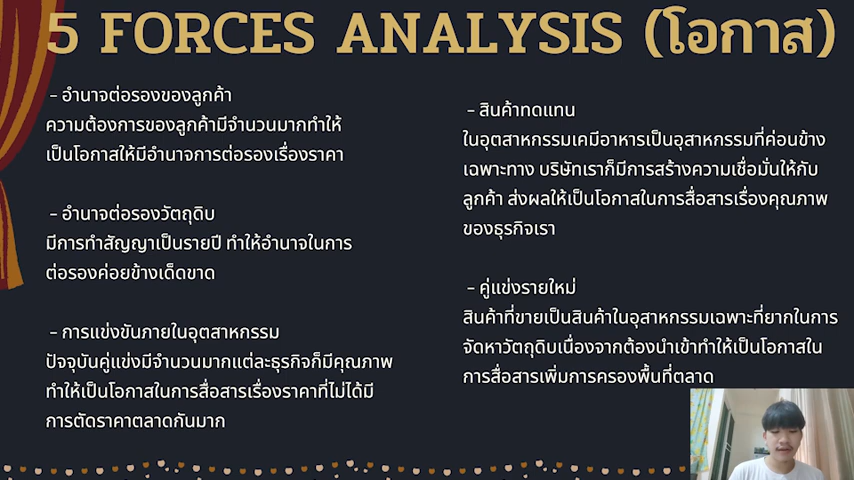 5 FORCES ANALYSIS (โอกาส)
- อำนาจต่อรองของลูกค้า
ความต้องการของลูกค้ามีจำนวนมากทำให้
เป็นโอกาสให้มีอำนาจการต่อรองเรื่องราคา
- อำนาจต่อรองวัตถุดิบ
มีการทำสัญญาเป็นรายปี ทำให้อำนาจในการ
ต่อรองค่อยข้างเด็ดขาด
- การแข่งขันภายในอุตสาหกรรม
ปัจจุบันคู่แข่งมีจำนวนมากแต่ละธุรกิจก็มีคุณภาพ
ทำให้เป็นโอกาสในการสื่อสารเรื่องราคาที่ไม่ได้มี
การตัดราคาตลาดกันมาก
- สินค้าทดแทน
ในอุตสาหกรรมเคมีอาหารเป็นอุสาหกรรมที่ค่อนข้าง
เฉพาะทาง บริษัทเราก็มีการสร้างความเชื่อมั่นให้กับ
ลูกค้า ส่งผลให้เป็นโอกาสในการสื่อสารเรื่องคุณภาพ
ของธุรกิจเรา
- คู่แข่งรายใหม่
สินค้าที่ขายเป็นสินค้าในอุสาหกรรมเฉพาะที่ยากในการ
จัดหาวัตถุดิบเนื่องจากต้องนำเข้าทำให้เป็นโอกาสใน
การสื่อสารเพิ่มการครองพื้นที่ตลาด